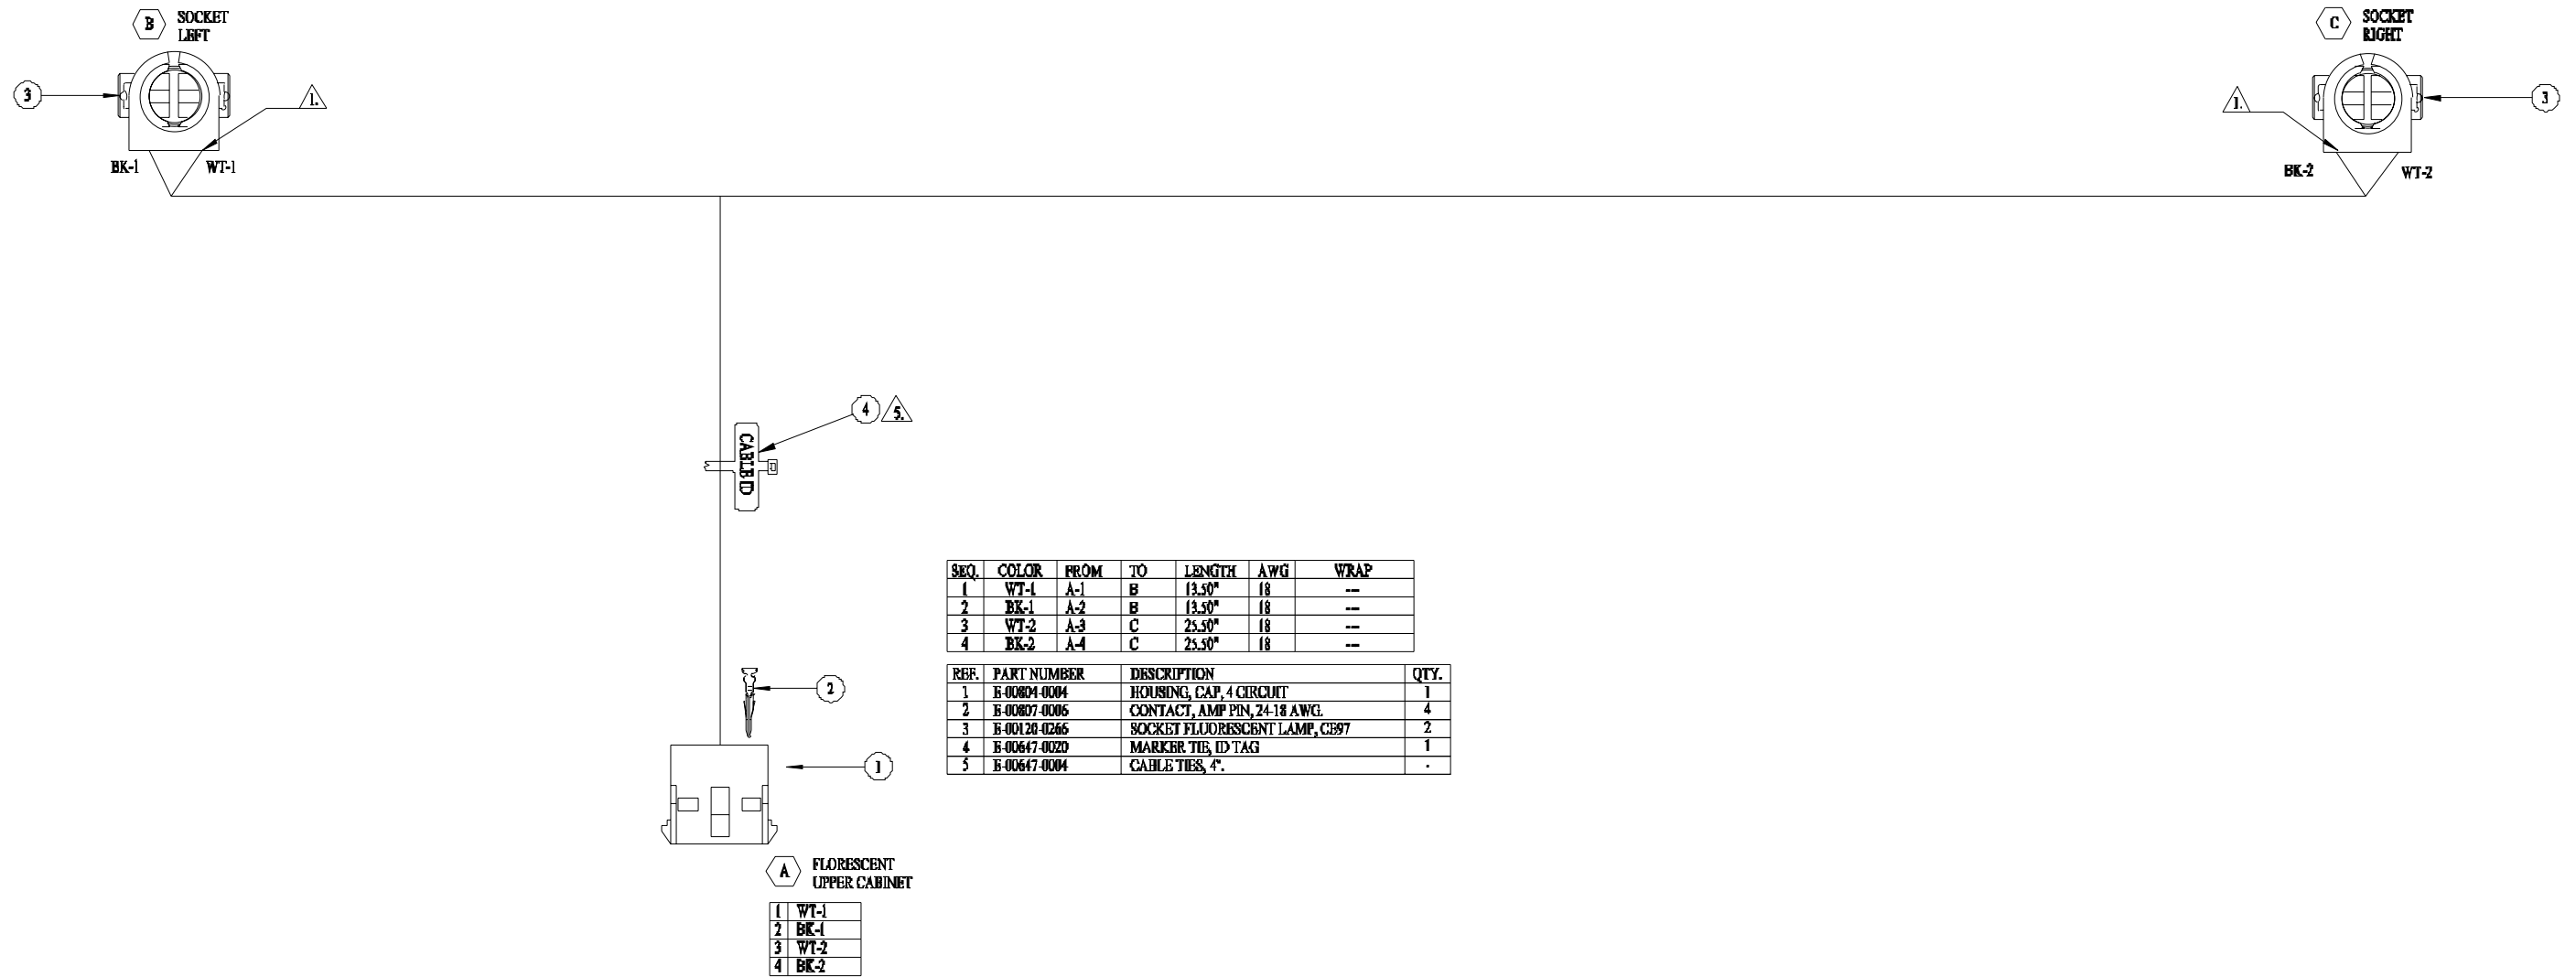 B SOCKET
LEFT
C SOCKET
RIGHT
3
1.
1.
3
BK-1 WT-1
BK-2 WT-2
4 5.
CABLE ID
SEQ. COLOR FROM TO LENGTH AWG WRAP
1 WT-1 A-1 B 13.50" 18 ---
2 BK-1 A-2 B 13.50" 18 ---
3 WT-2 A-3 C 25.50" 18 ---
4 BK-2 A-4 C 25.50" 18 ---
REF. PART NUMBER DESCRIPTION QTY.
1 E-00804-0004 HOUSING, CAP, 4 CIRCUIT 1
2 E-00807-0006 CONTACT, AMP PIN, 24-18 AWG. 4
3 E-00120-0266 SOCKET FLUORESCENT LAMP, CE97 2
4 E-00647-0020 MARKER TIE, ID TAG 1
5 E-00647-0004 CABLE TIES, 4". -
2
1
A FLORESCENT
UPPER CABINET
1 WT-1
2 BK-1
3 WT-2
4 BK-2